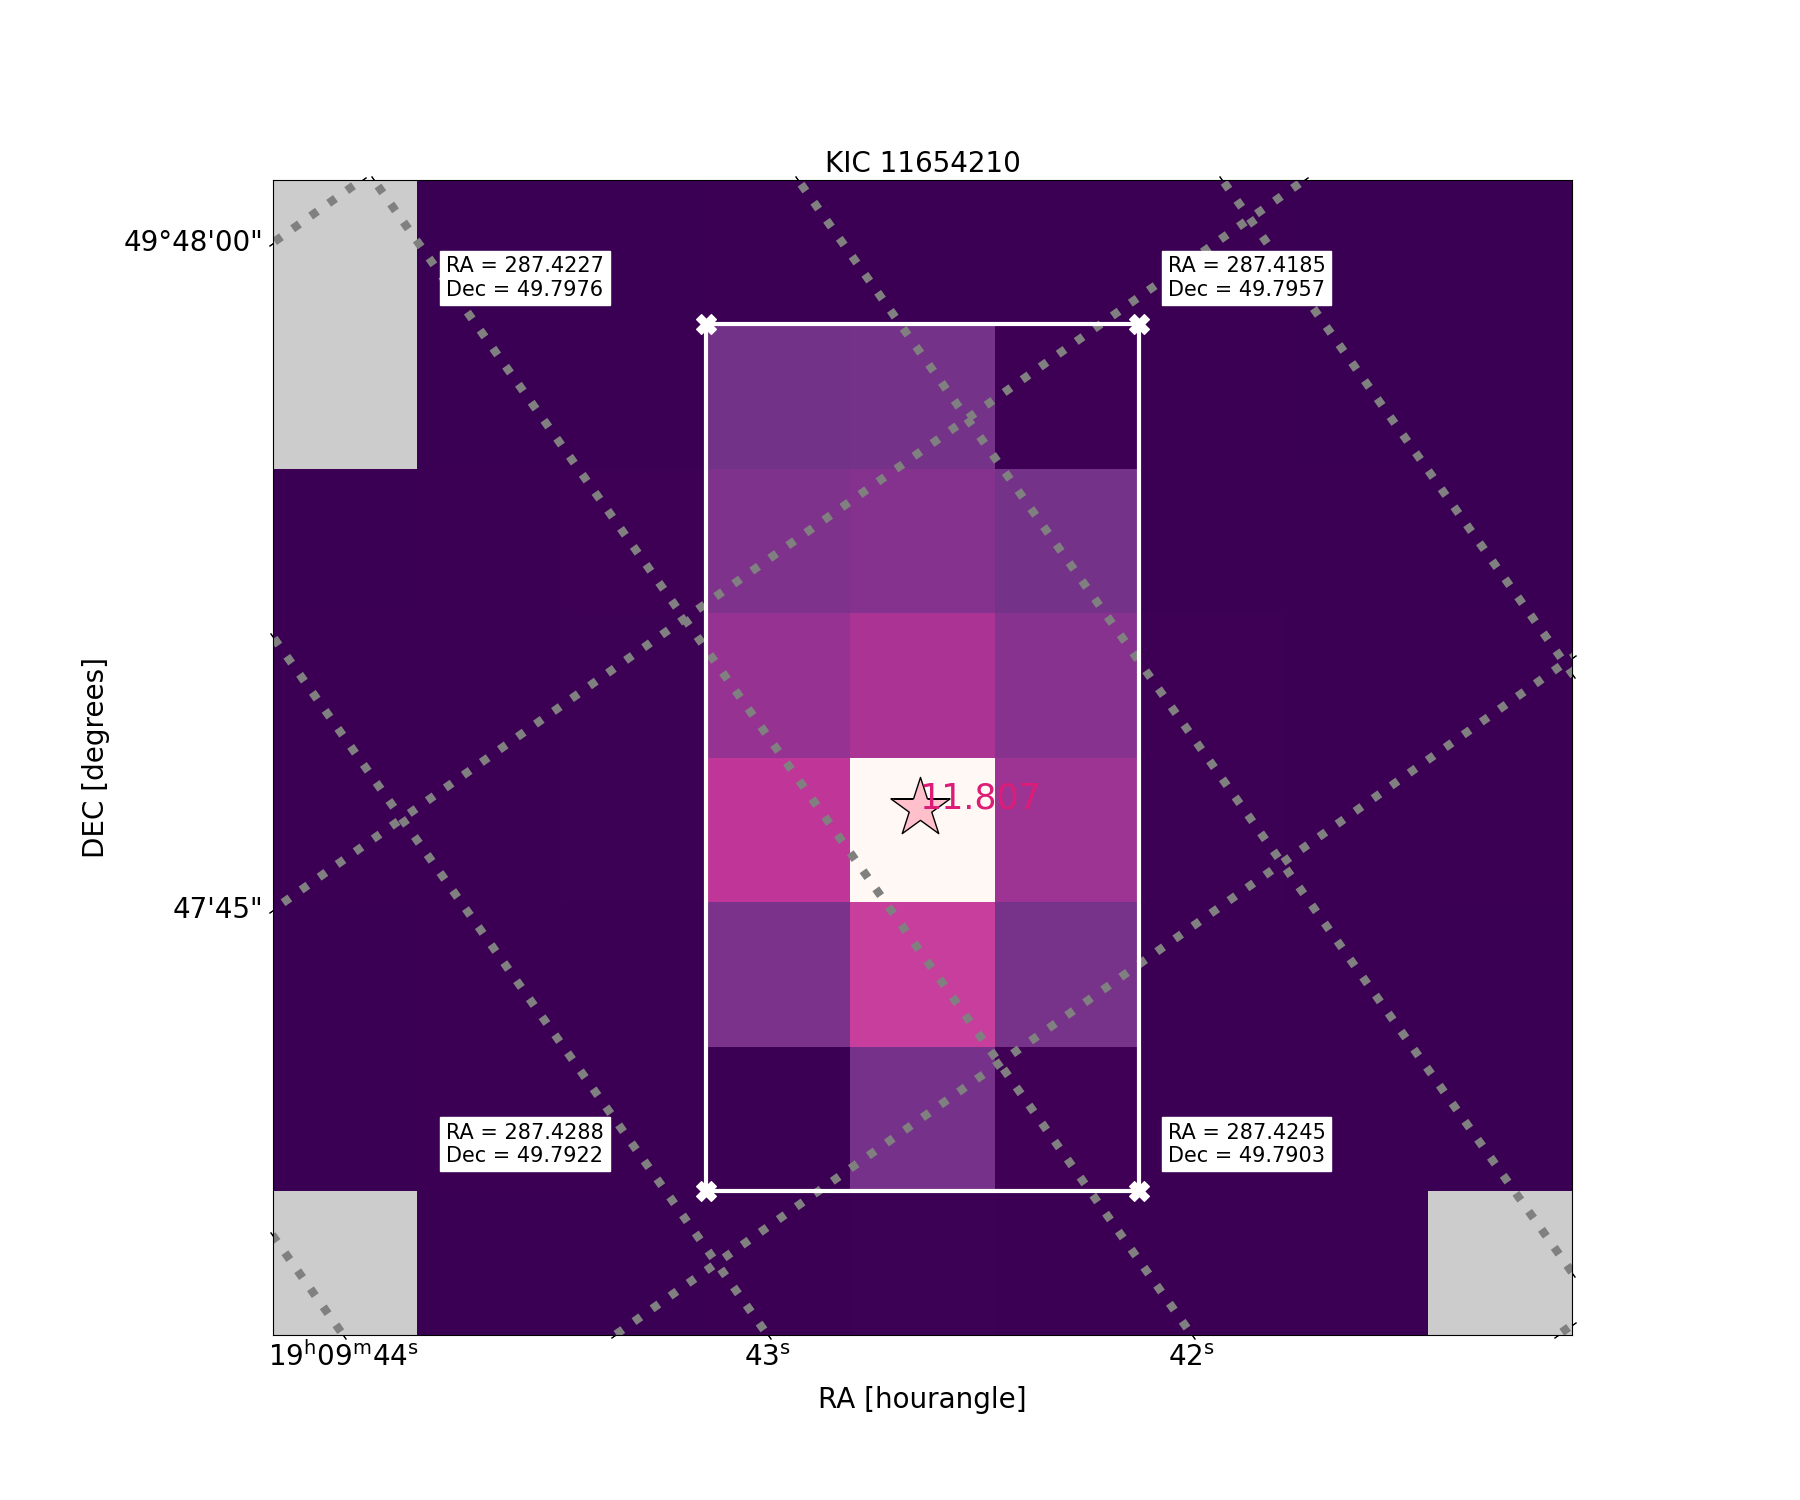 KIC 11654210
49°48'00"
RA = 287.4227
Dec = 49.7976
RA = 287.4185
Dec = 49.7957
11.807
DEC [degrees]
47'45"
RA = 287.4288
Dec = 49.7922
RA = 287.4245
Dec = 49.7903
19ʰ09ᵐ44ˢ 43ˢ 42ˢ
RA [hourangle]